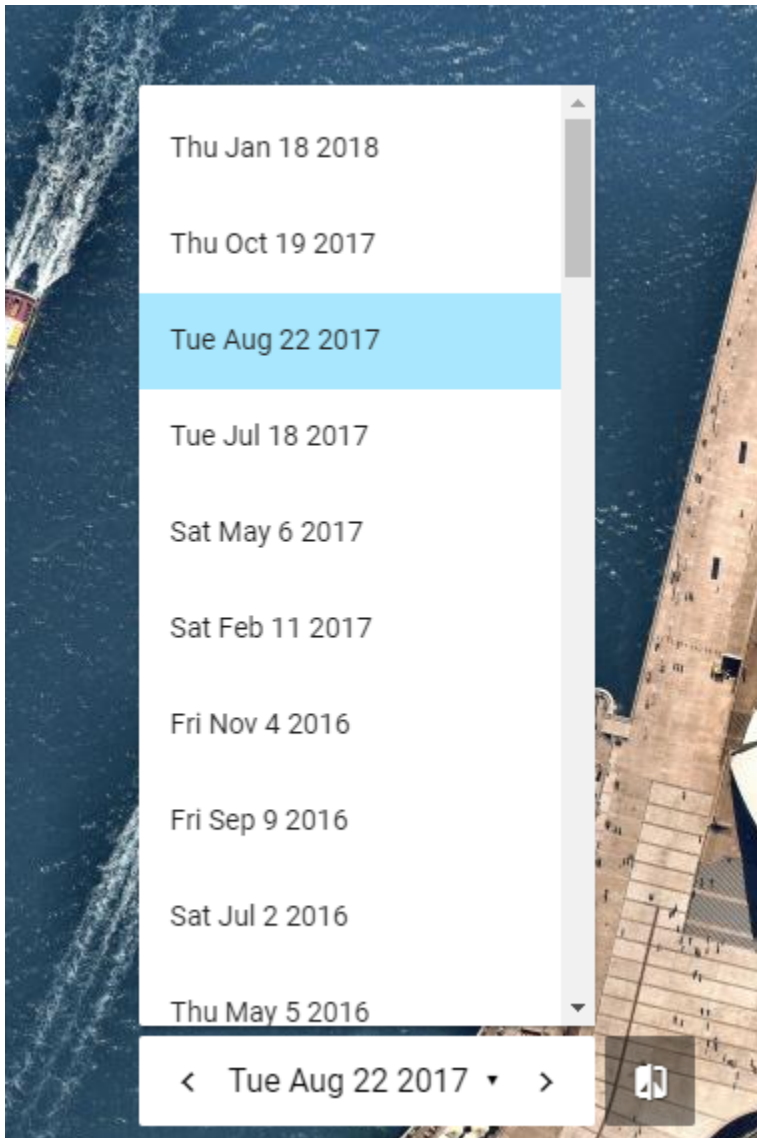 Thu Jan 18 2018
Thu Oct 19 2017
Tue Aug 22 2017
Tue Jul 18 2017
Sat May 6 2017
Sat Feb 11 2017
Fri Nov 4 2016
Fri Sep 9 2016
Sat Jul 2 2016
Thu May 5 2016
Tue Aug 22 2017